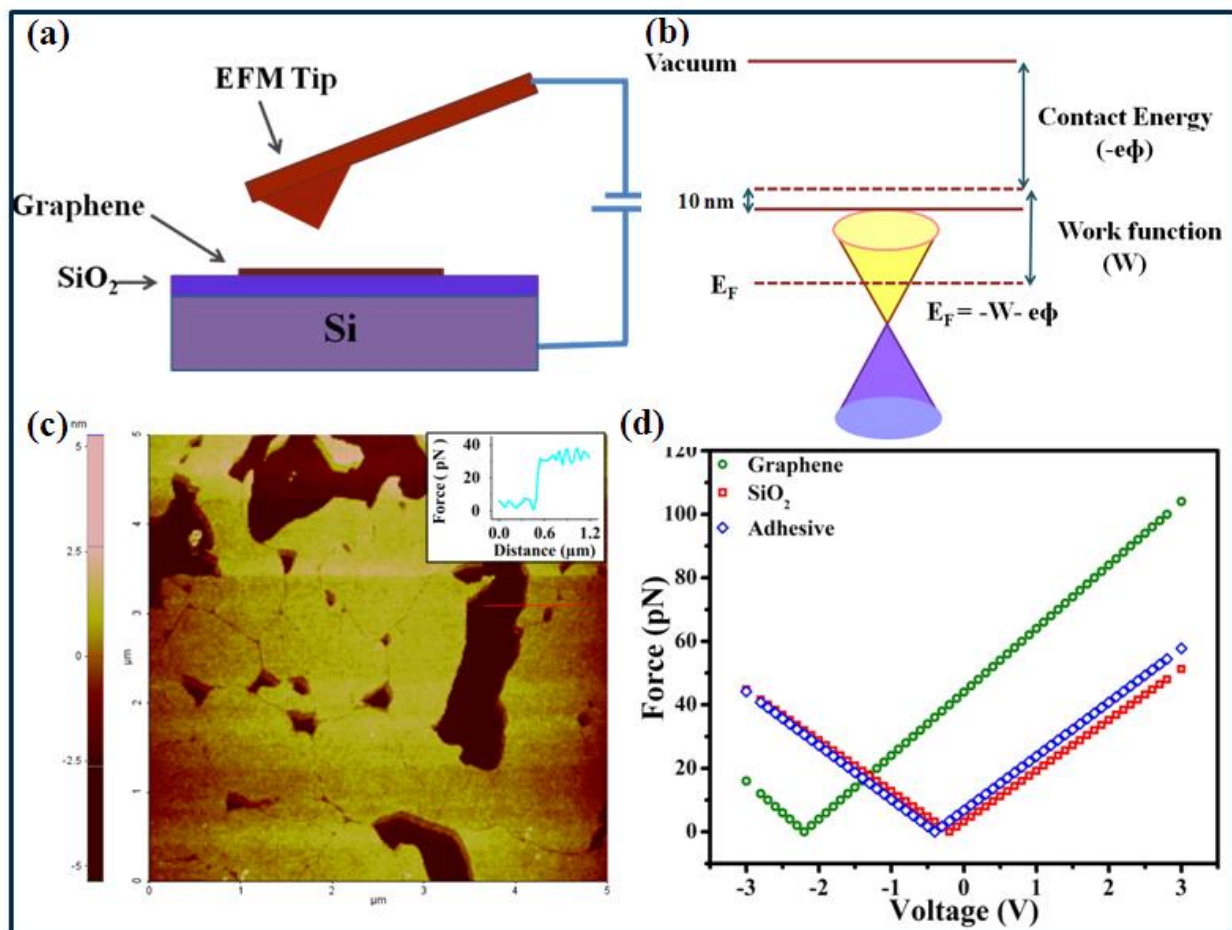 (a)
EFM Tip
Graphene
SiO₂
Si
(b)
Vacuum
Contact Energy
(-eϕ)
10 nm
Work function
(W)
E_F
E_F = -W- eϕ
(c)
nm
5
2.5
0
-2.5
-5
5
4
3
µm
2
1
0
0
1
2
3
4
5
µm
Force ( pN )
40
20
0
0.0
0.6
1.2
Distance (µm)
(d)
Graphene
SiO₂
Adhesive
Force (pN)
120
100
80
60
40
20
0
-3
-2
-1
0
1
2
3
Voltage (V)